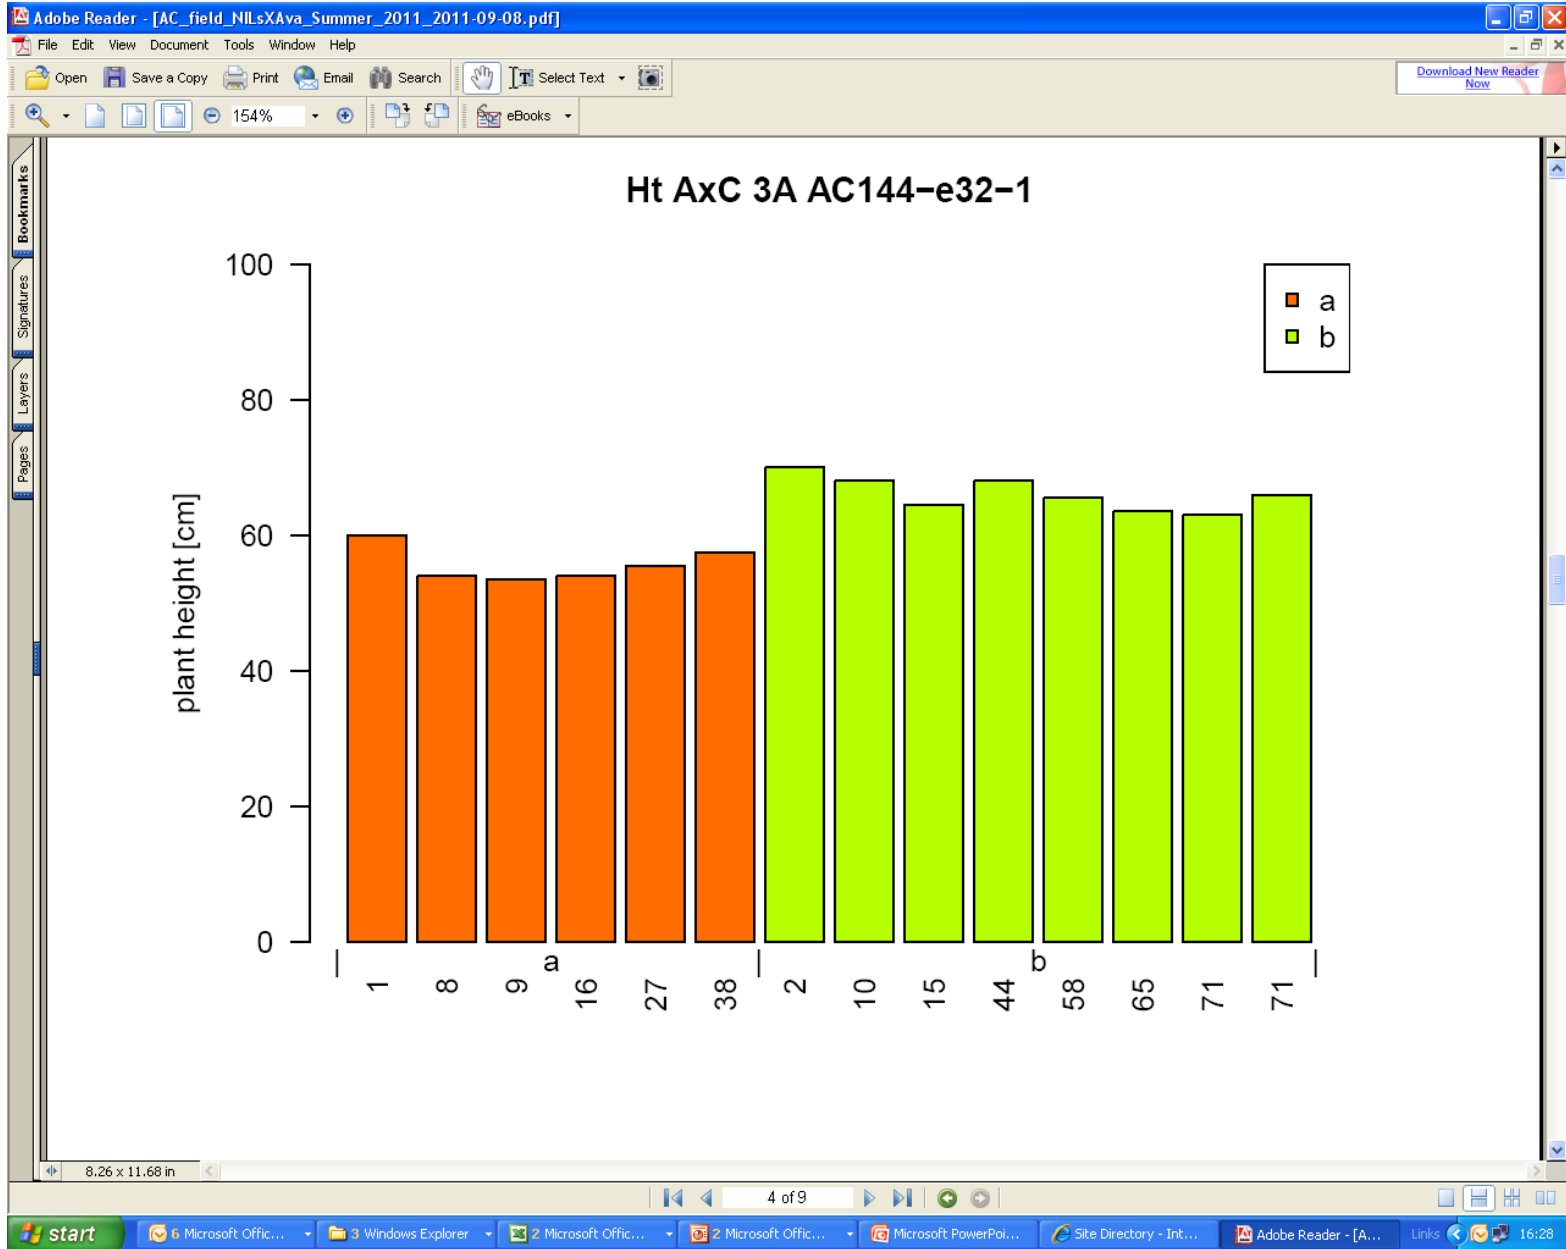 Adobe Reader - [AC_field_NILsXAva_Summer_2011_2011-09-08.pdf]
File Edit View Document Tools Window Help
Open Save a Copy Print Email Search Select Text
Download New Reader
Now
154% eBooks
Bookmarks
Signatures
Layers
Pages
Ht AxC 3A AC144−e32−1
plant height [cm]
100
80
60
40
20
0
a
b
a b
1 8 9 16 27 38 2 10 15 44 58 65 71 71
8.26 x 11.68 in
4 of 9
start 6 Microsoft Offic... 3 Windows Explorer 2 Microsoft Offic... 2 Microsoft Offic... Microsoft PowerPoi... Site Directory - Int... Adobe Reader - [A... Links 16:28